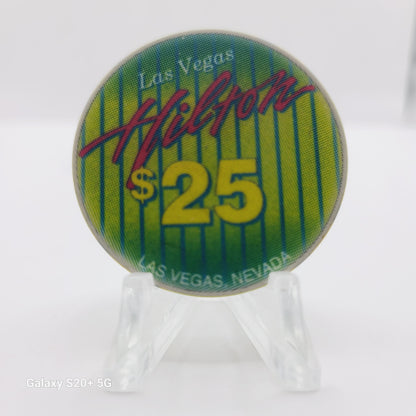 Las Vegas
Hilton
$25
LAS VEGAS, NEVADA
Galaxy S20+ 5G